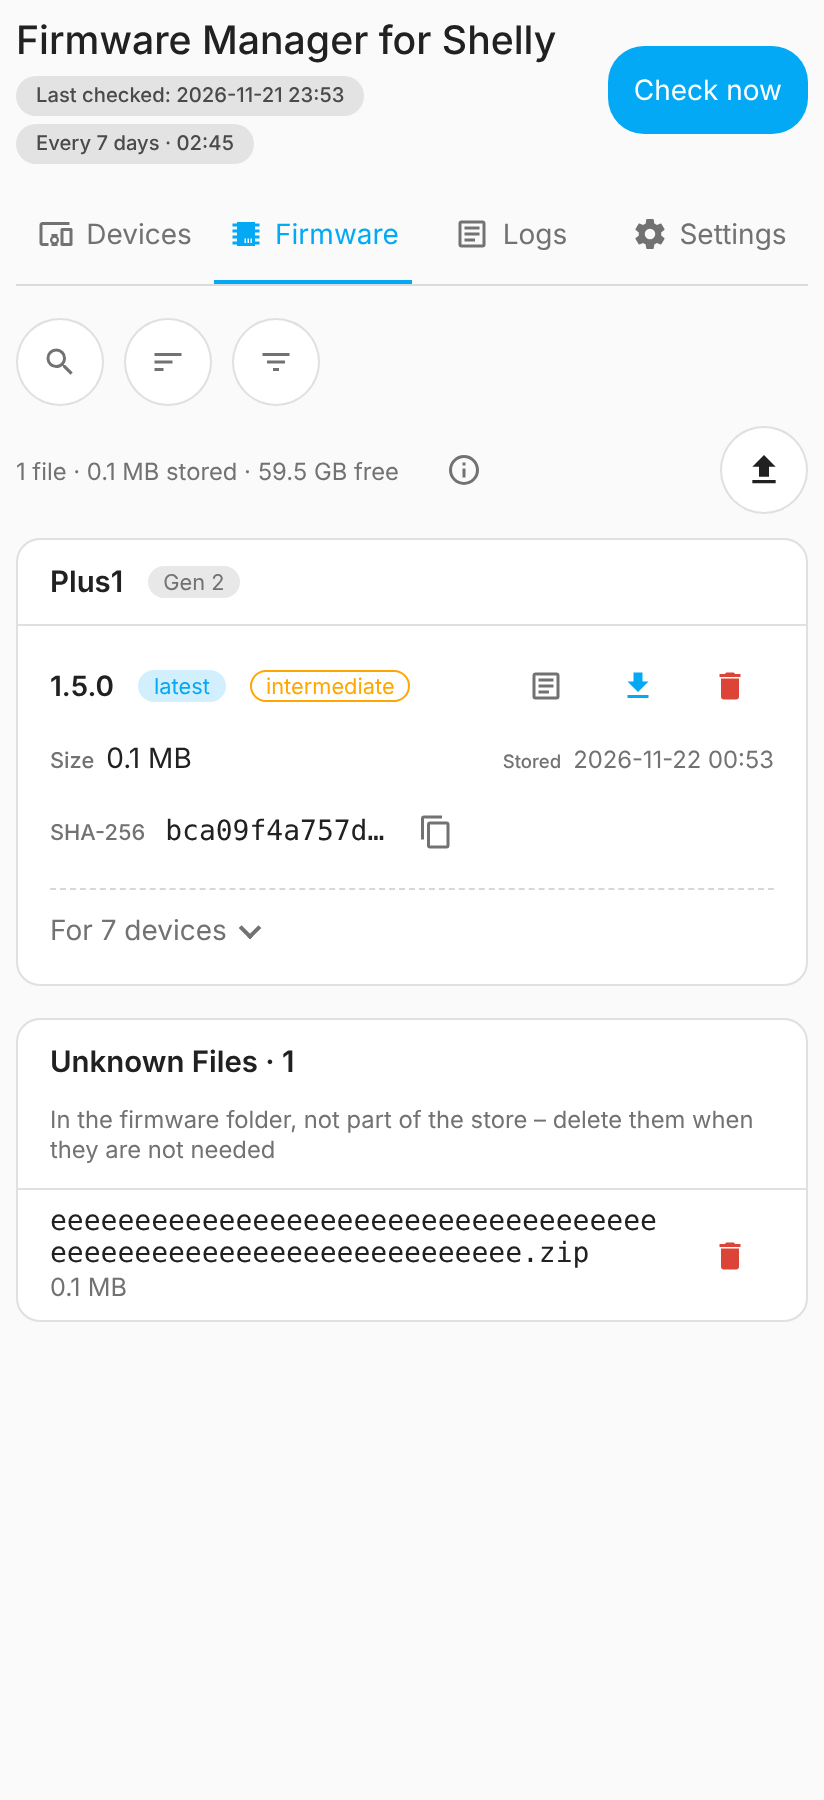 Firmware Manager for Shelly
Last checked: 2026-11-21 23:53
Every 7 days · 02:45
Check now
Devices
Firmware
Logs
Settings
1 file · 0.1 MB stored · 59.5 GB free
Plus1
Gen 2
1.5.0
latest
intermediate
Size 0.1 MB
Stored 2026-11-22 00:53
SHA-256 bca09f4a757d…
For 7 devices
Unknown Files · 1
In the firmware folder, not part of the store – delete them when
they are not needed
eeeeeeeeeeeeeeeeeeeeeeeeeeeeeeeeeeee
eeeeeeeeeeeeeeeeeeeeeeeeeeee.zip
0.1 MB